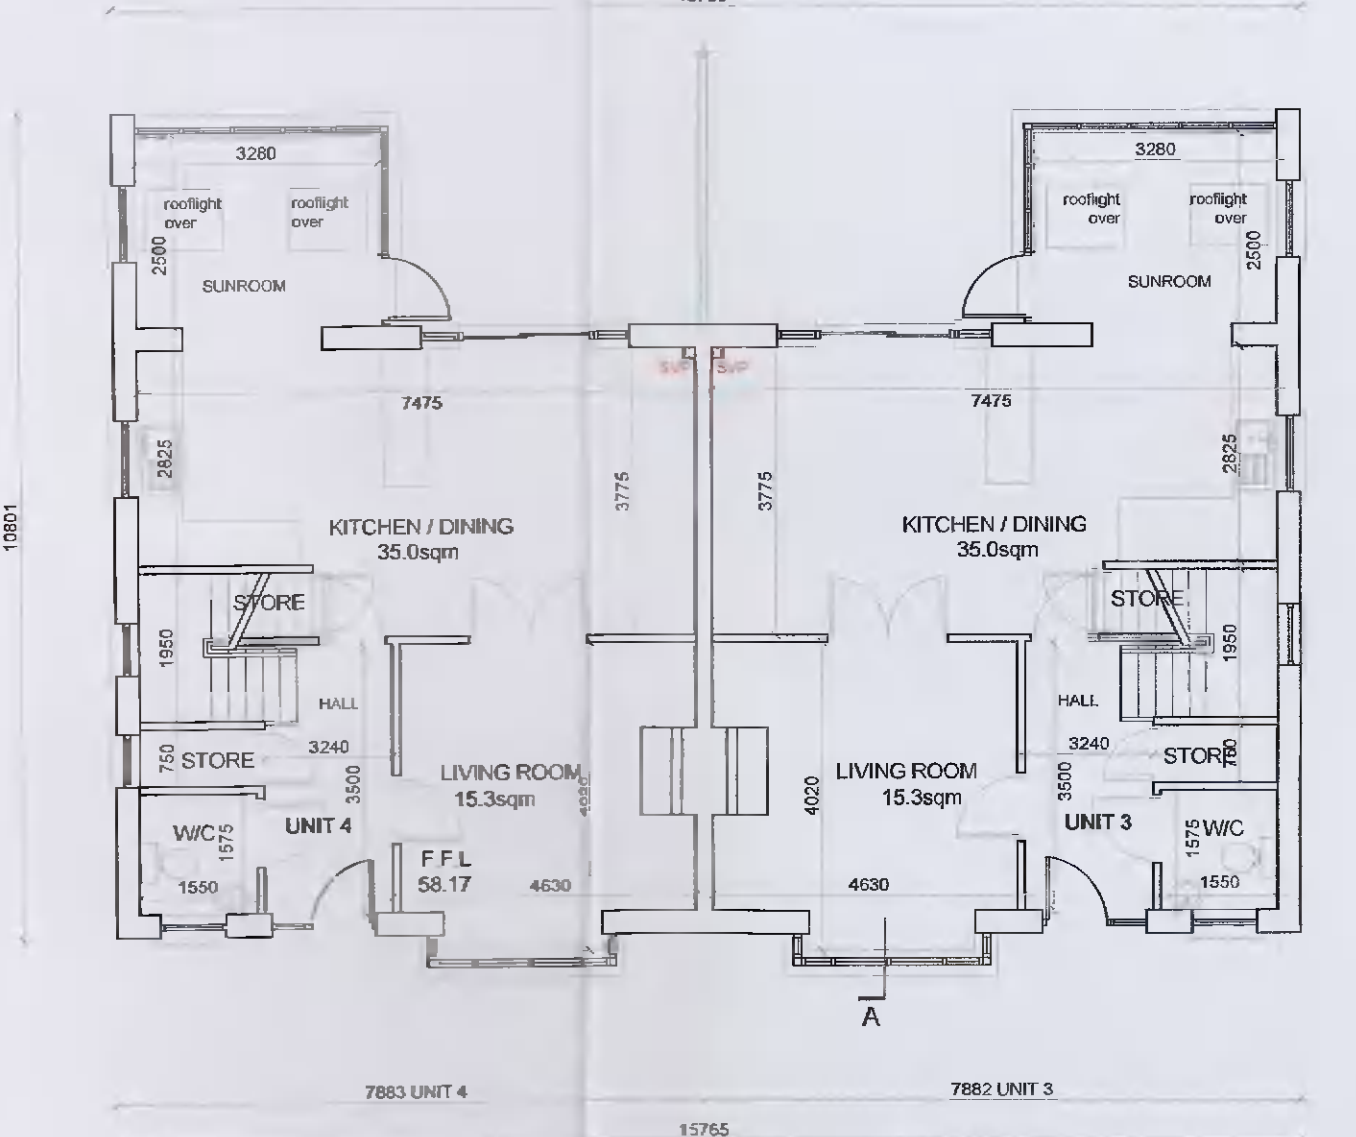 3280
3280
rooflight
over
rooflight
over
rooflight
over
rooflight
over
2500
2500
SUNROOM
SUNROOM
SVP
SVP
7475
7475
2825
2825
3775
3775
10801
KITCHEN / DINING
35.0sqm
KITCHEN / DINING
35.0sqm
STORE
STORE
1950
1950
HALL
HALL
3240
3240
750
STORE
STORE
750
3500
3500
LIVING ROOM
15.3sqm
LIVING ROOM
15.3sqm
4020
4020
W/C
1575
UNIT 4
UNIT 3
1575
W/C
F F L
58.17
1550
4630
4630
1550
A
7883 UNIT 4
7882 UNIT 3
15765